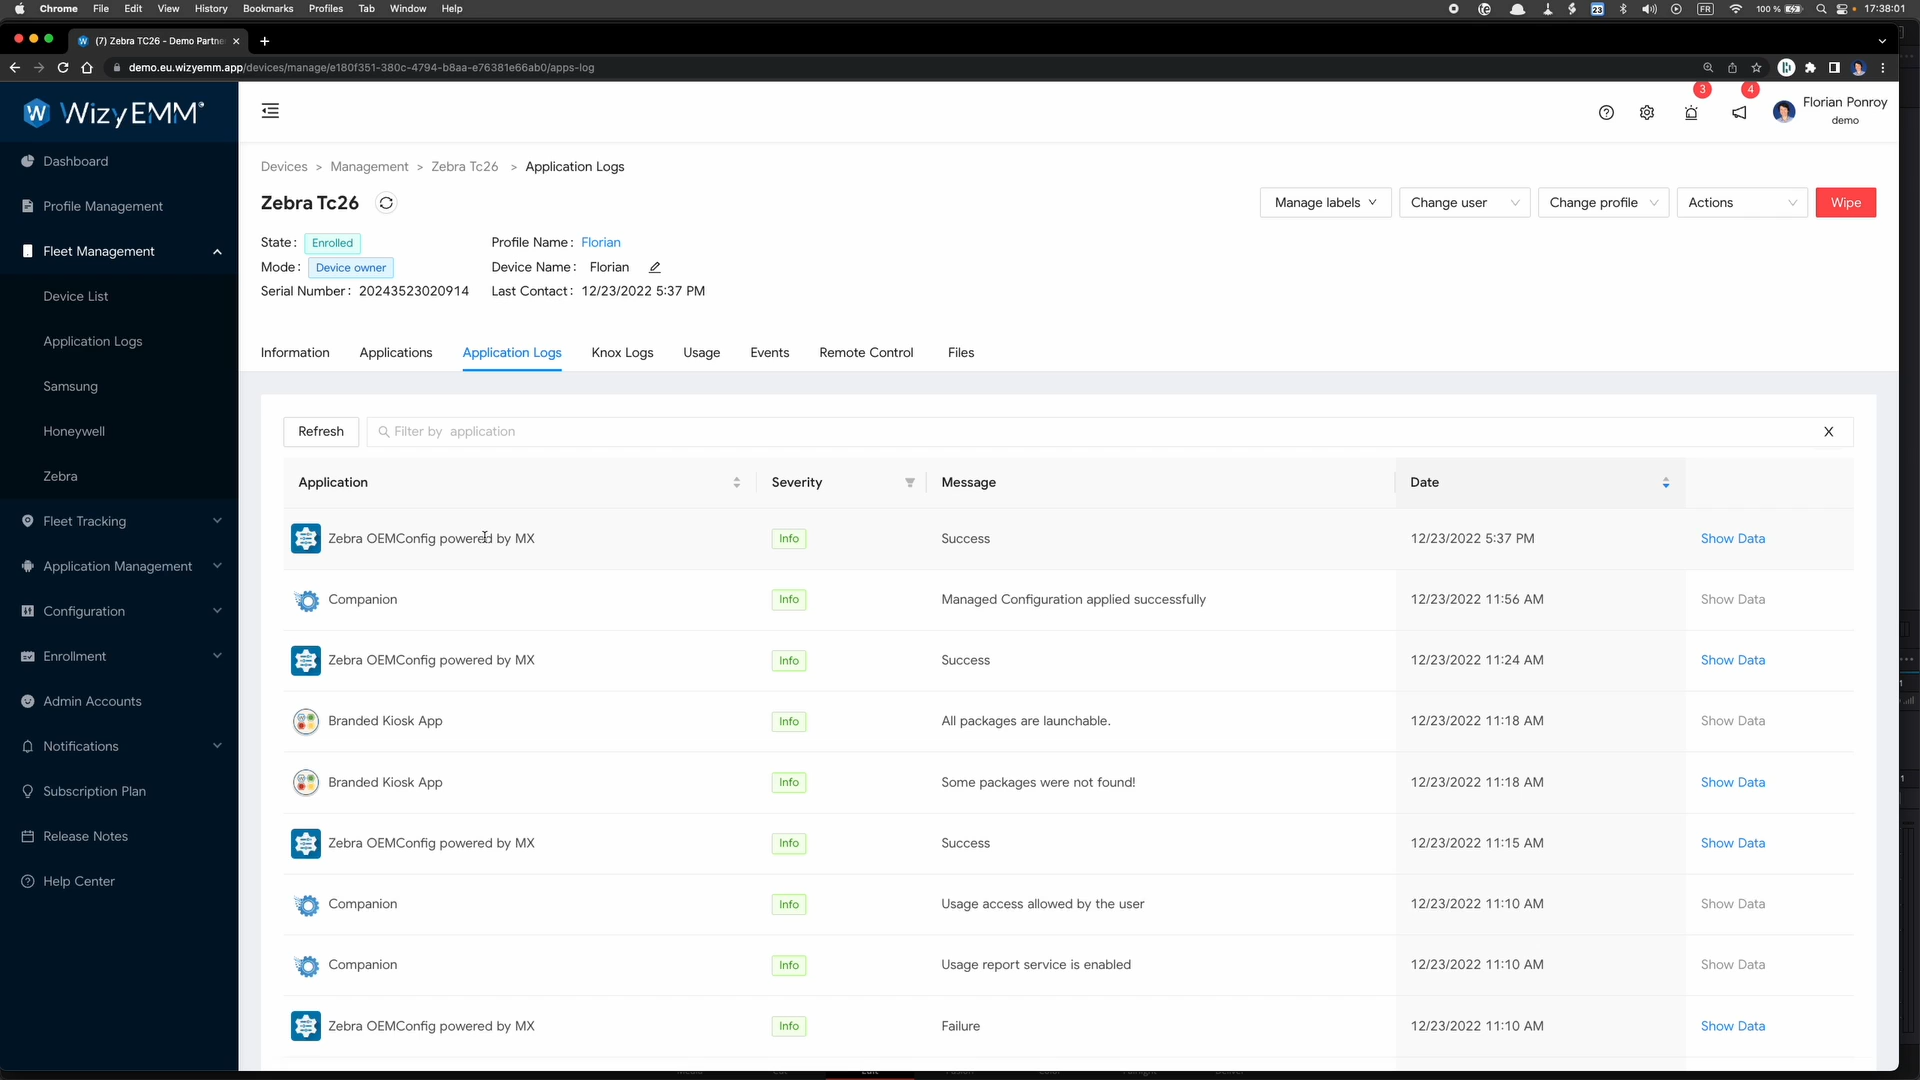 Chrome File Edit View History Bookmarks Profiles Tab Window Help 23 FR 100 % 17:38:01
(7) Zebra TC26 - Demo Partne
demo.eu.wizyemm.app/devices/manage/e180f351-380c-4794-b8aa-e76381e66ab0/apps-log
WizyEMM
3 4
Florian Ponroy
demo
Dashboard
Profile Management
Fleet Management
Device List
Application Logs
Samsung
Honeywell
Zebra
Fleet Tracking
Application Management
Configuration
Enrollment
Admin Accounts
Notifications
Subscription Plan
Release Notes
Help Center
Devices > Management > Zebra Tc26 > Application Logs
Zebra Tc26
Manage labels Change user Change profile Actions Wipe
State: Enrolled Profile Name: Florian
Mode: Device owner Device Name: Florian
Serial Number: 20243523020914 Last Contact: 12/23/2022 5:37 PM
Information Applications Application Logs Knox Logs Usage Events Remote Control Files
Refresh Filter by application X
Application Severity Message Date
Zebra OEMConfig powered by MX Info Success 12/23/2022 5:37 PM Show Data
Companion Info Managed Configuration applied successfully 12/23/2022 11:56 AM Show Data
Zebra OEMConfig powered by MX Info Success 12/23/2022 11:24 AM Show Data
Branded Kiosk App Info All packages are launchable. 12/23/2022 11:18 AM Show Data
Branded Kiosk App Info Some packages were not found! 12/23/2022 11:18 AM Show Data
Zebra OEMConfig powered by MX Info Success 12/23/2022 11:15 AM Show Data
Companion Info Usage access allowed by the user 12/23/2022 11:10 AM Show Data
Companion Info Usage report service is enabled 12/23/2022 11:10 AM Show Data
Zebra OEMConfig powered by MX Info Failure 12/23/2022 11:10 AM Show Data